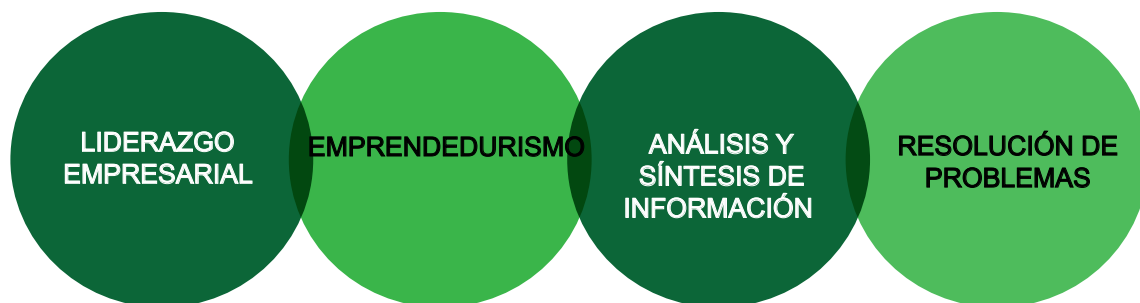 LIDERAZGO
EMPRESARIAL
EMPRENDEDURISMO
ANÁLISIS Y
SÍNTESIS DE
INFORMACIÓN
RESOLUCIÓN DE
PROBLEMAS